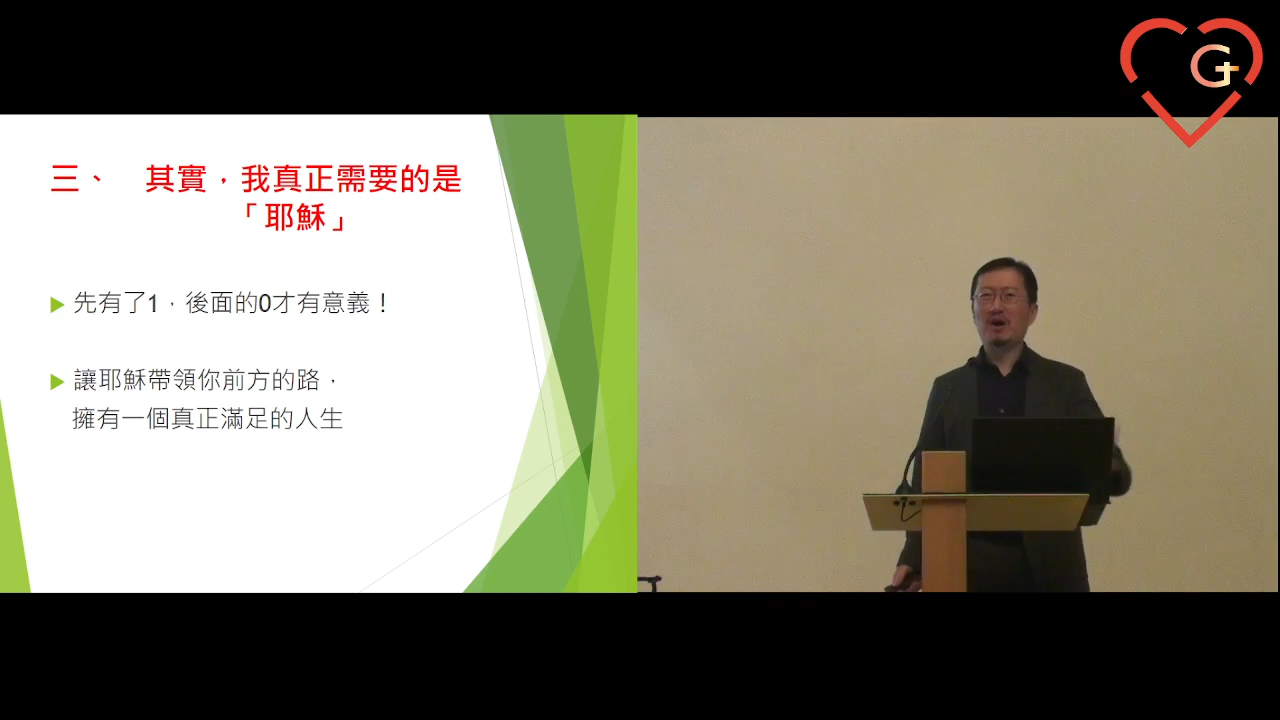 三、 其實，我真正需要的是
「耶穌」
先有了1，後面的0才有意義！
讓耶穌帶領你前方的路，
擁有一個真正滿足的人生
G